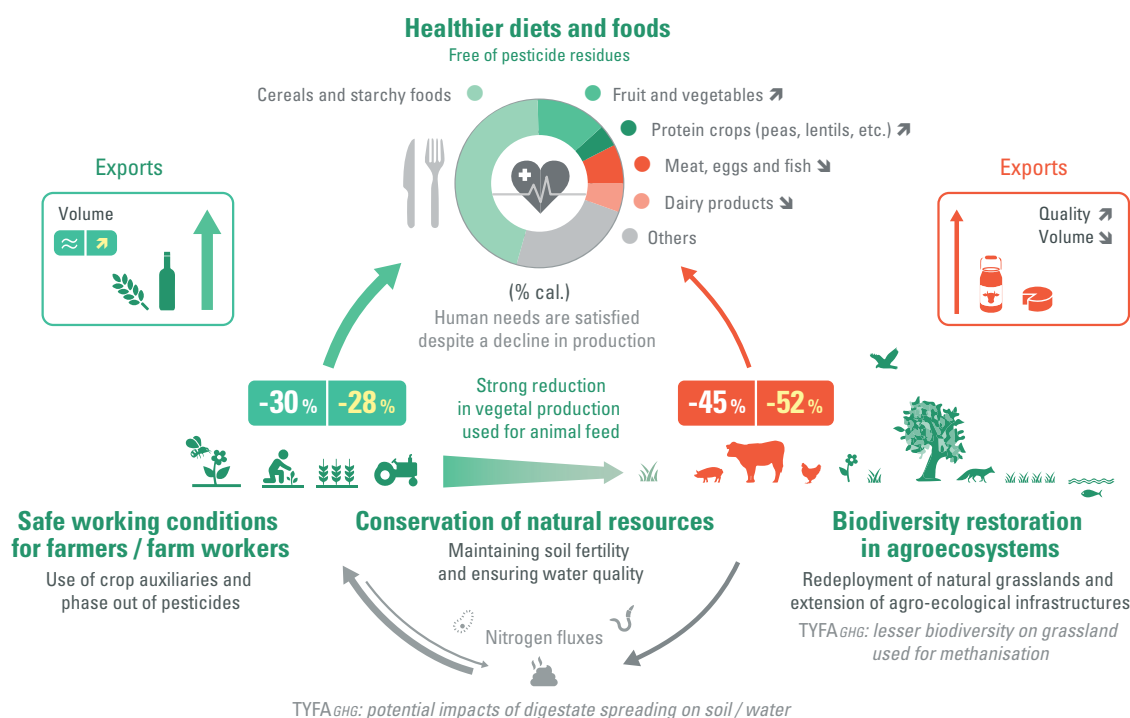 Healthier diets and foods
Free of pesticide residues
Cereals and starchy foods
Fruit and vegetables ↗
Protein crops (peas, lentils, etc.) ↗
Meat, eggs and fish ↘
Dairy products ↘
Others
(% cal.)
Human needs are satisfied
despite a decline in production
Exports
Volume
≈ ↗
Exports
Quality ↗
Volume ↘
-30 % -28 %
Strong reduction
in vegetal production
used for animal feed
-45 % -52 %
Safe working conditions
for farmers / farm workers
Use of crop auxiliaries and
phase out of pesticides
Conservation of natural resources
Maintaining soil fertility
and ensuring water quality
Nitrogen fluxes
Biodiversity restoration
in agroecosystems
Redeployment of natural grasslands and
extension of agro-ecological infrastructures
TYFA GHG: lesser biodiversity on grassland
used for methanisation
TYFA GHG: potential impacts of digestate spreading on soil / water